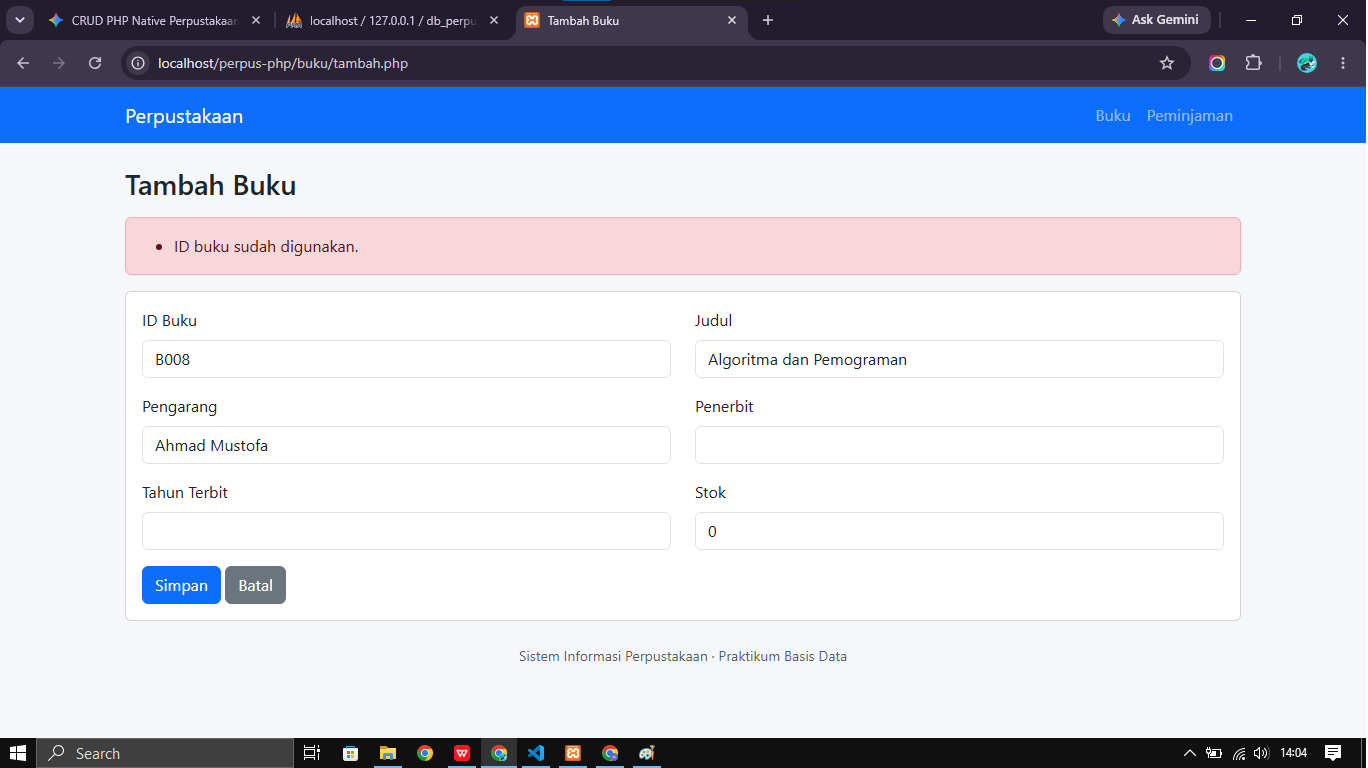 CRUD PHP Native Perpustakaan
localhost / 127.0.0.1 / db_perpu
Tambah Buku
Ask Gemini
localhost/perpus-php/buku/tambah.php
Perpustakaan
Buku
Peminjaman
Tambah Buku
ID buku sudah digunakan.
ID Buku
Judul
B008
Algoritma dan Pemograman
Pengarang
Penerbit
Ahmad Mustofa
Tahun Terbit
Stok
0
Simpan
Batal
Sistem Informasi Perpustakaan · Praktikum Basis Data
Search
14:04